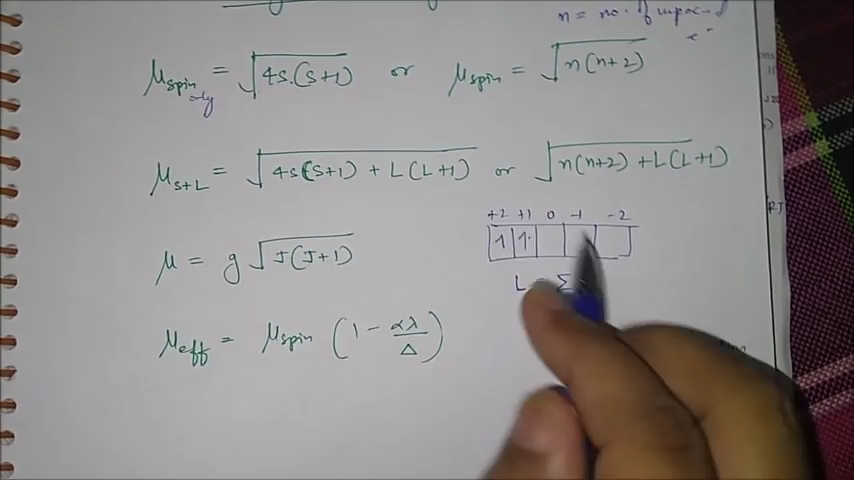 n = no. of
μspin only = √4s.(s+1) or μspin = √n(n+2)
μS+L = √4s(s+1) + L(L+1) or √n(n+2) + L(L+1)
+2 +1 0 -1 -2
1 1
μ = g √J(J+1)
L Σ
μeff = μspin (1 - αλ/Δ)